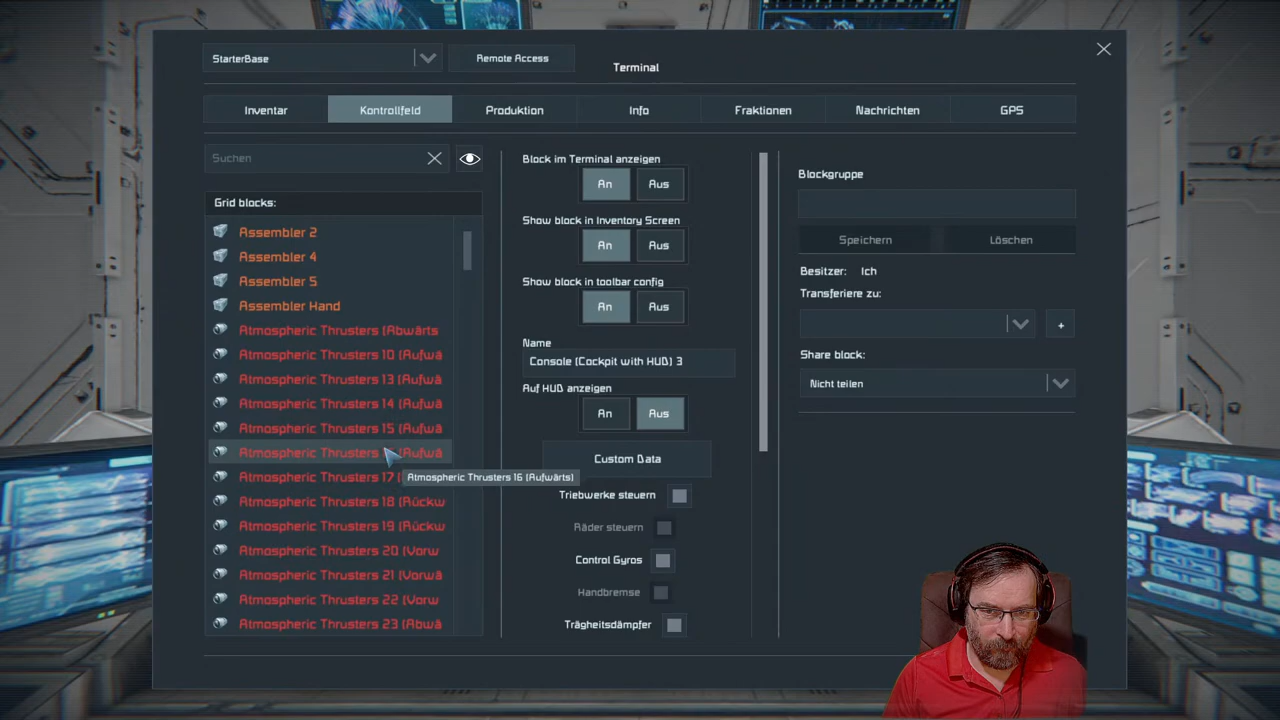 StarterBase
Remote Access
Terminal
Inventar
Kontrollfeld
Produktion
Info
Fraktionen
Nachrichten
GPS
Suchen
Grid blocks:
Assembler 2
Assembler 4
Assembler 5
Assembler Hand
Atmospheric Thrusters (Abwärts
Atmospheric Thrusters 10 (Aufwä
Atmospheric Thrusters 13 (Aufwä
Atmospheric Thrusters 14 (Aufwä
Atmospheric Thrusters 15 (Aufwä
Atmospheric Thrusters (Aufwä
Atmospheric Thrusters 17 (
Atmospheric Thrusters 18 (Rückw
Atmospheric Thrusters 19 (Rückw
Atmospheric Thrusters 20 (Vorw
Atmospheric Thrusters 21 (Vorwä
Atmospheric Thrusters 22 (Vorw
Atmospheric Thrusters 23 (Abwä
Atmospheric Thrusters 16 (Aufwärts)
Block im Terminal anzeigen
An Aus
Show block in Inventory Screen
An Aus
Show block in toolbar config
An Aus
Name
Console (Cockpit with HUD) 3
Auf HUD anzeigen
An Aus
Custom Data
Triebwerke steuern
Räder steuern
Control Gyros
Handbremse
Trägheitsdämpfer
Blockgruppe
Speichern
Löschen
Besitzer: Ich
Transferiere zu:
+
Share block:
Nicht teilen